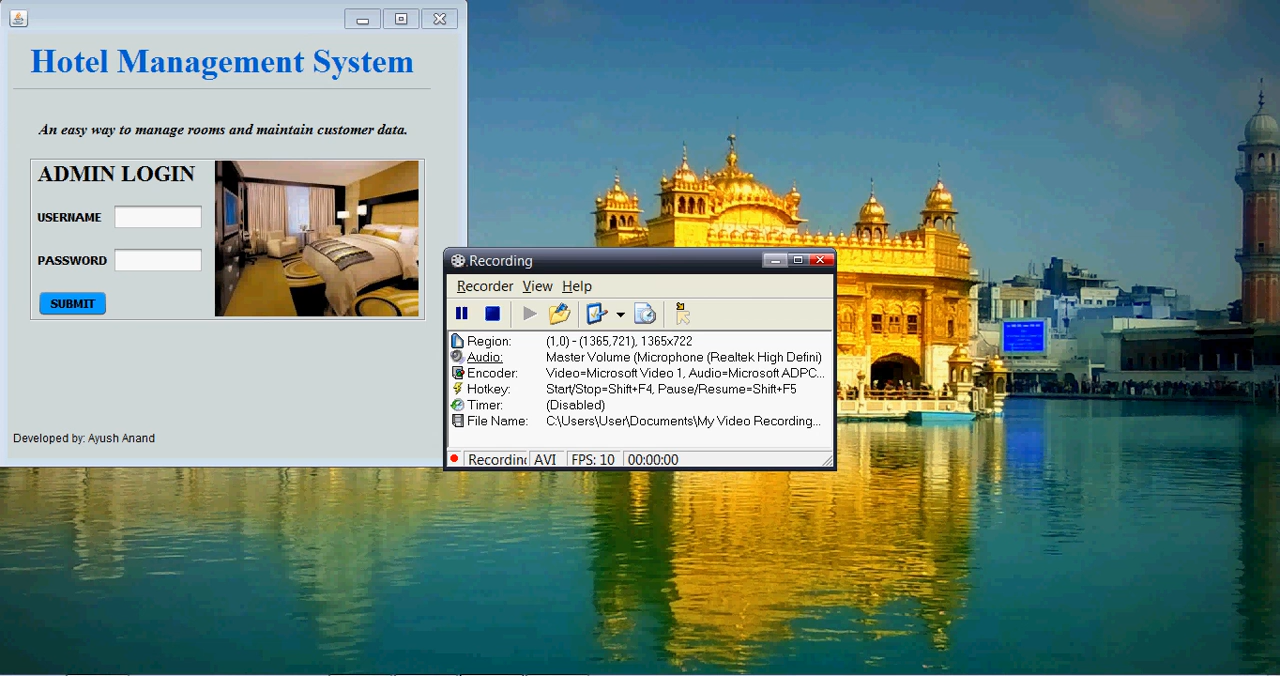 Hotel Management System
An easy way to manage rooms and maintain customer data.
ADMIN LOGIN
USERNAME
PASSWORD
SUBMIT
Developed by: Ayush Anand
Recording
Recorder View Help
Region: (1,0) - (1365,721), 1365x722
Audio: Master Volume (Microphone (Realtek High Defini)
Encoder: Video=Microsoft Video 1, Audio=Microsoft ADPC...
Hotkey: Start/Stop=Shift+F4, Pause/Resume=Shift+F5
Timer: (Disabled)
File Name: C:\Users\User\Documents\My Video Recording...
Recording AVI FPS: 10 00:00:00